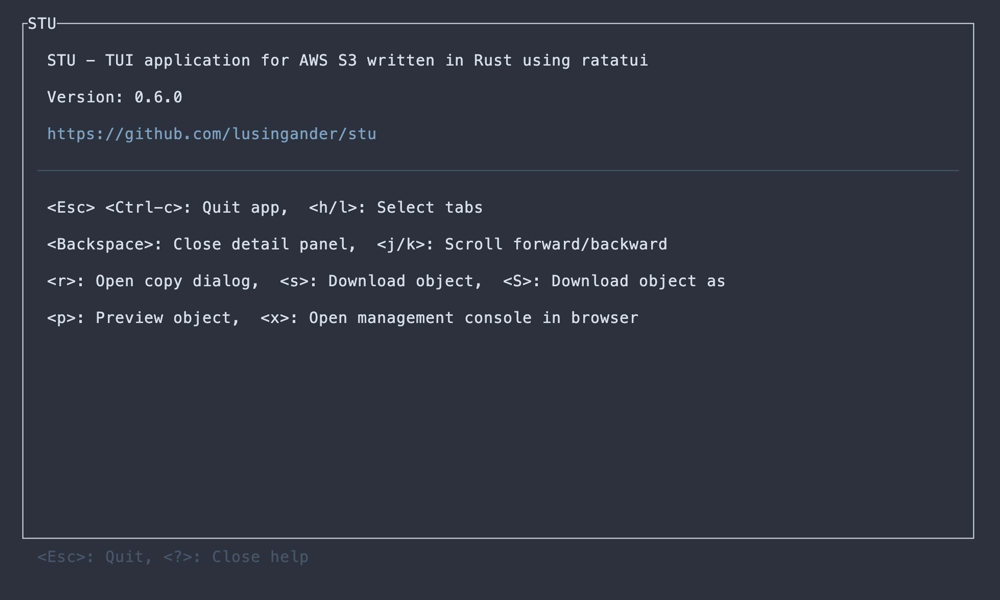 STU
STU - TUI application for AWS S3 written in Rust using ratatui
Version: 0.6.0
https://github.com/lusingander/stu
<Esc> <Ctrl-c>: Quit app,  <h/l>: Select tabs
<Backspace>: Close detail panel,  <j/k>: Scroll forward/backward
<r>: Open copy dialog,  <s>: Download object,  <S>: Download object as
<p>: Preview object,  <x>: Open management console in browser
<Esc>: Quit, <?>: Close help